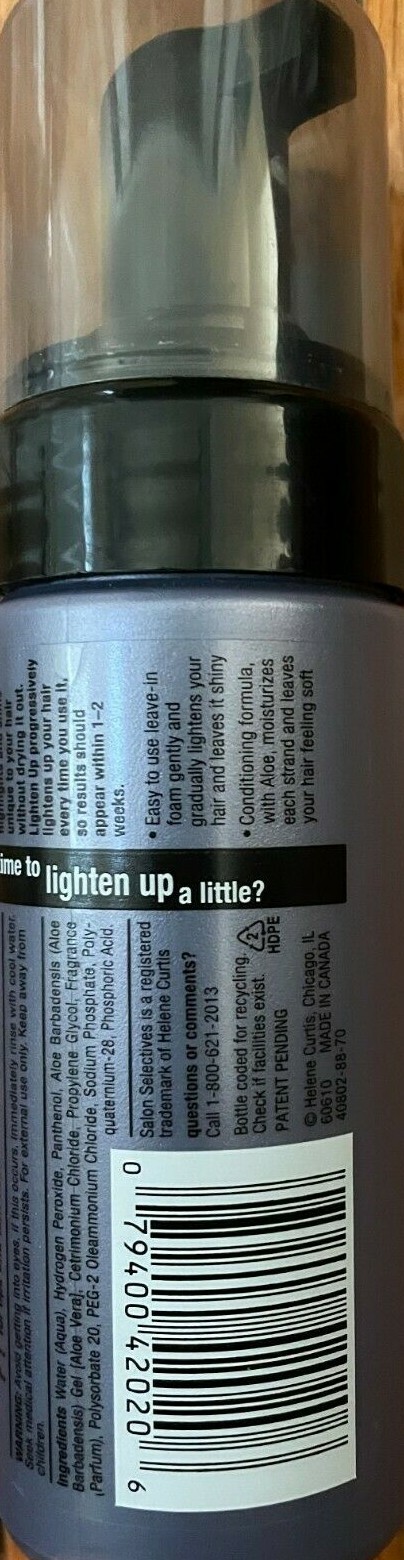 unique to your hair
without drying it out.
Lighten Up progressively
lightens up your hair
every time you use it,
so results should
appear within 1-2
weeks.
• Easy to use leave-in
foam gently and
gradually lightens your
hair and leaves it shiny
• Conditioning formula,
with Aloe, moisturizes
each strand and leaves
your hair feeling soft
time to lighten up a little?
WARNING: Avoid getting into eyes, if this occurs, immediately rinse with cool water.
Seek medical attention if irritation persists. For external use only. Keep away from
children.
Ingredients Water (Aqua), Hydrogen Peroxide, Panthenol, Aloe Barbadensis (Aloe
Barbadensis) Gel [Aloe Vera], Cetrimonium Chloride, Propylene Glycol, Fragrance
(Parfum), Polysorbate 20, PEG-2 Oleammonium Chloride, Sodium Phosphate, Poly-
quaternium-28, Phosphoric Acid.
Salon Selectives is a registered
trademark of Helene Curtis
questions or comments?
Call 1-800-621-2013
Bottle coded for recycling.
Check if facilities exist.
2
HDPE
PATENT PENDING
© Helene Curtis, Chicago, IL
60610 MADE IN CANADA
40802-88-70
0 79400 42020 6